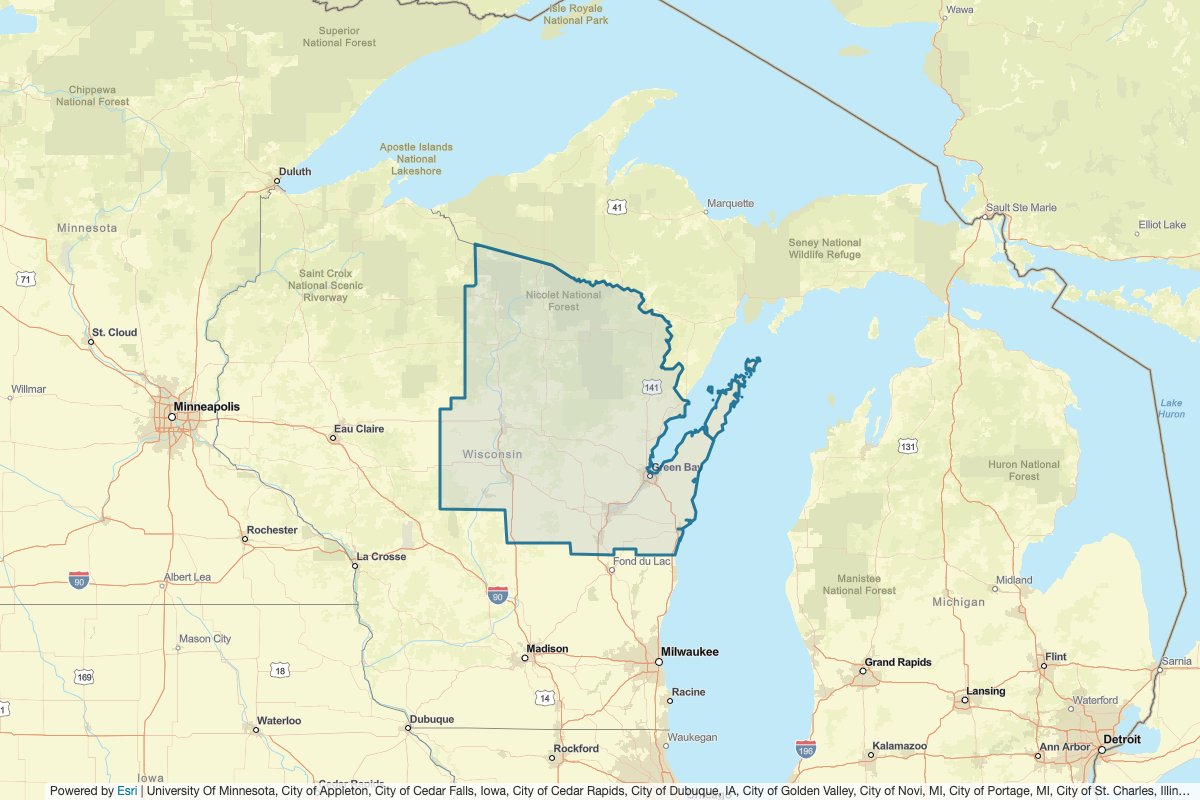 Isle Royale
National Park
Wawa
Superior
National Forest
Chippewa
National Forest
Apostle Islands
National
Lakeshore
Duluth
41
Marquette
Sault Ste Marie
Elliot Lake
Minnesota
Seney National
Wildlife Refuge
71
Saint Croix
National Scenic
Riverway
Nicolet National
Forest
St. Cloud
Willmar
141
Minneapolis
Lake
Huron
Eau Claire
131
Wisconsin
Green Bay
Huron National
Forest
Rochester
La Crosse
Fond du Lac
90
Albert Lea
90
Manistee
National Forest
Midland
Michigan
Mason City
Madison
Milwaukee
Grand Rapids
Flint
Sarnia
169
18
14
Racine
Lansing
Waterford
1
Waterloo
Dubuque
Waukegan
196
Kalamazoo
Ann Arbor
Detroit
Rockford
Iowa
Cedar Rapids
Powered by Esri | University Of Minnesota, City of Appleton, City of Cedar Falls, Iowa, City of Cedar Rapids, City of Dubuque, IA, City of Golden Valley, City of Novi, MI, City of Portage, MI, City of St. Charles, Illin...